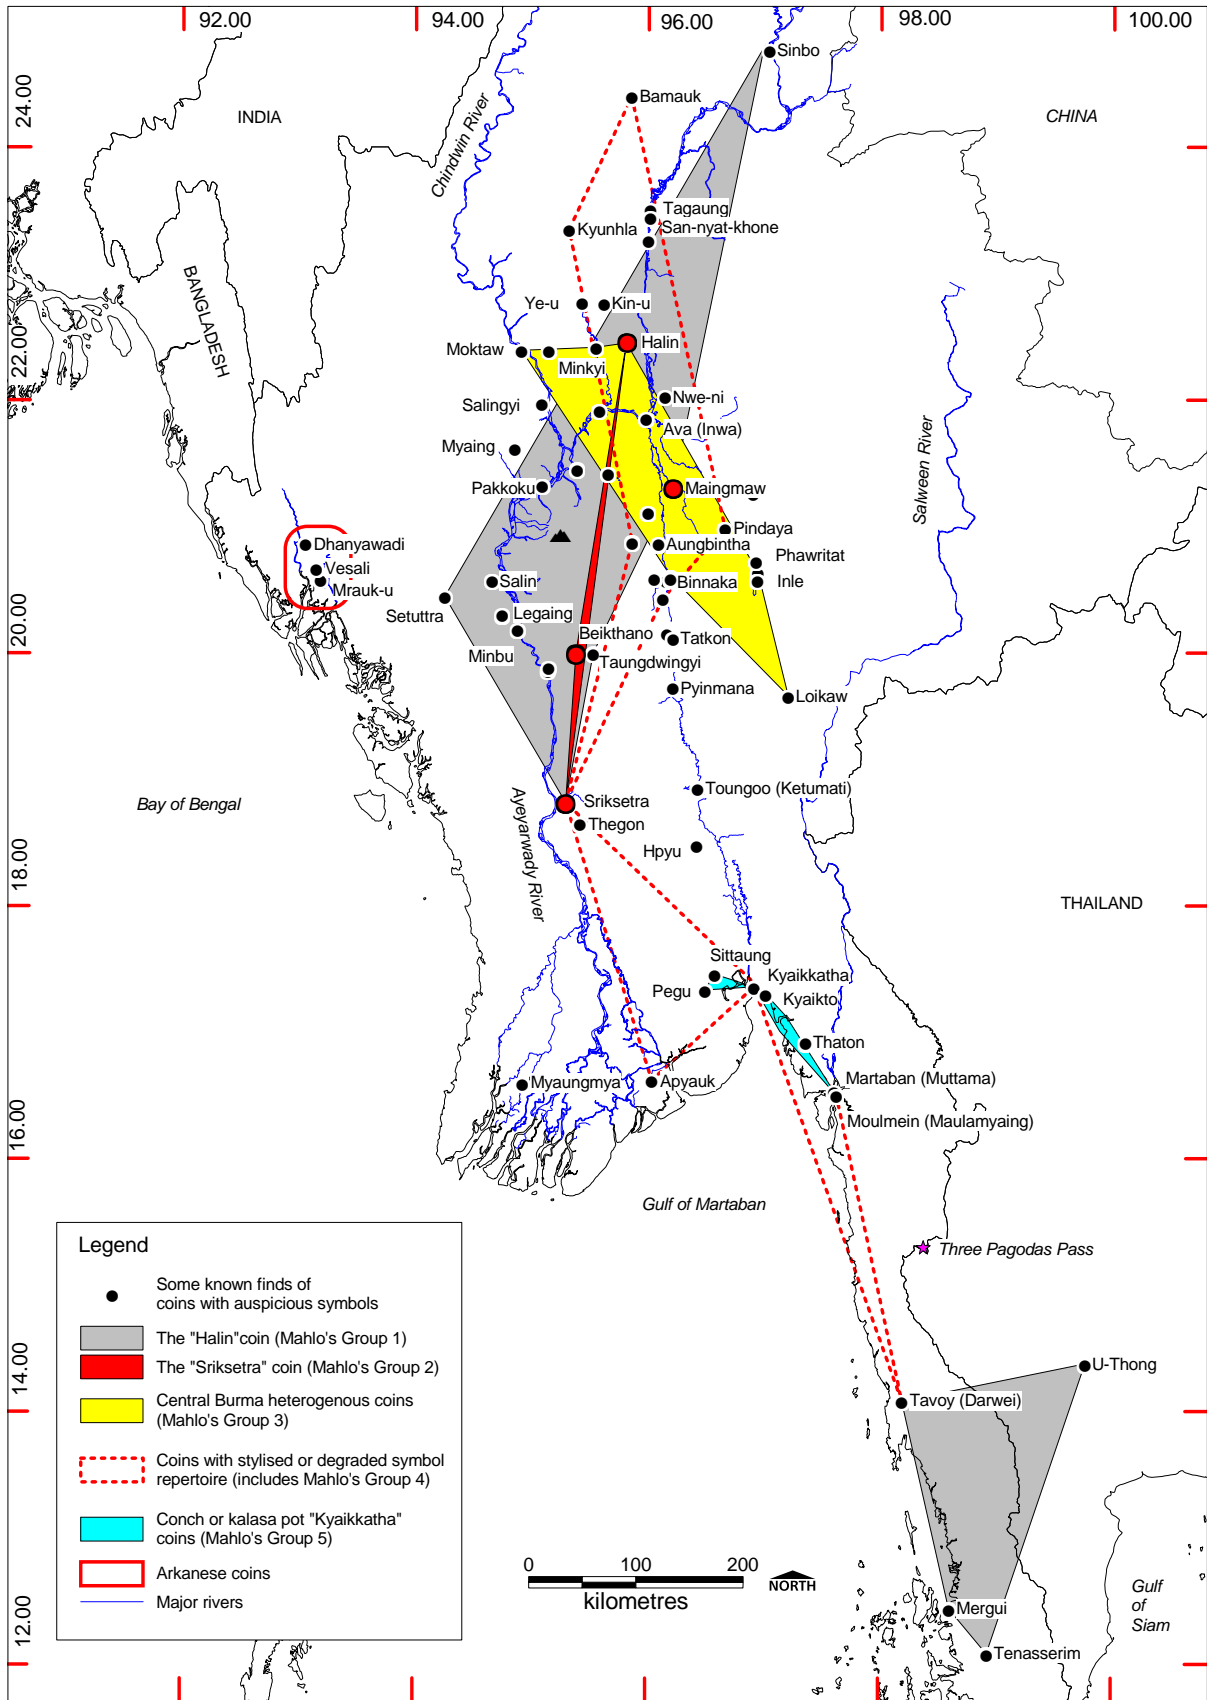 92.00
94.00
96.00
98.00
100.00
Sinbo
24.00
Bamauk
INDIA
CHINA
Chindwin River
Tagaung
San-nyat-khone
Kyunhla
BANGLADESH
Ye-u
Kin-u
22.00
Halin
Moktaw
Minkyi
Nwe-ni
Salingyi
Ava (Inwa)
Myaing
Salween River
Pakkoku
Maingmaw
Pindaya
Dhanyawadi
Aungbintha
Phawritat
Vesali
Salin
Binnaka
Inle
Mrauk-u
Setuttra
Legaing
20.00
Beikthano
Tatkon
Minbu
Taungdwingyi
Pyinmana
Loikaw
Bay of Bengal
Ayeyarwady River
Sriksetra
Toungoo (Ketumati)
Thegon
Hpyu
18.00
THAILAND
Sittaung
Kyaikkatha
Pegu
Kyaikto
Thaton
Myaungmya
Apyauk
Martaban (Muttama)
Moulmein (Maulamyaing)
16.00
Gulf of Martaban
Three Pagodas Pass
Legend
Some known finds of
coins with auspicious symbols
The "Halin"coin (Mahlo's Group 1)
The "Sriksetra" coin (Mahlo's Group 2)
Central Burma heterogenous coins
(Mahlo's Group 3)
Coins with stylised or degraded symbol
repertoire (includes Mahlo's Group 4)
Conch or kalasa pot "Kyaikkatha"
coins (Mahlo's Group 5)
Arkanese coins
Major rivers
14.00
U-Thong
Tavoy (Darwei)
0
100
200
kilometres
NORTH
Mergui
Gulf
of
Siam
12.00
Tenasserim